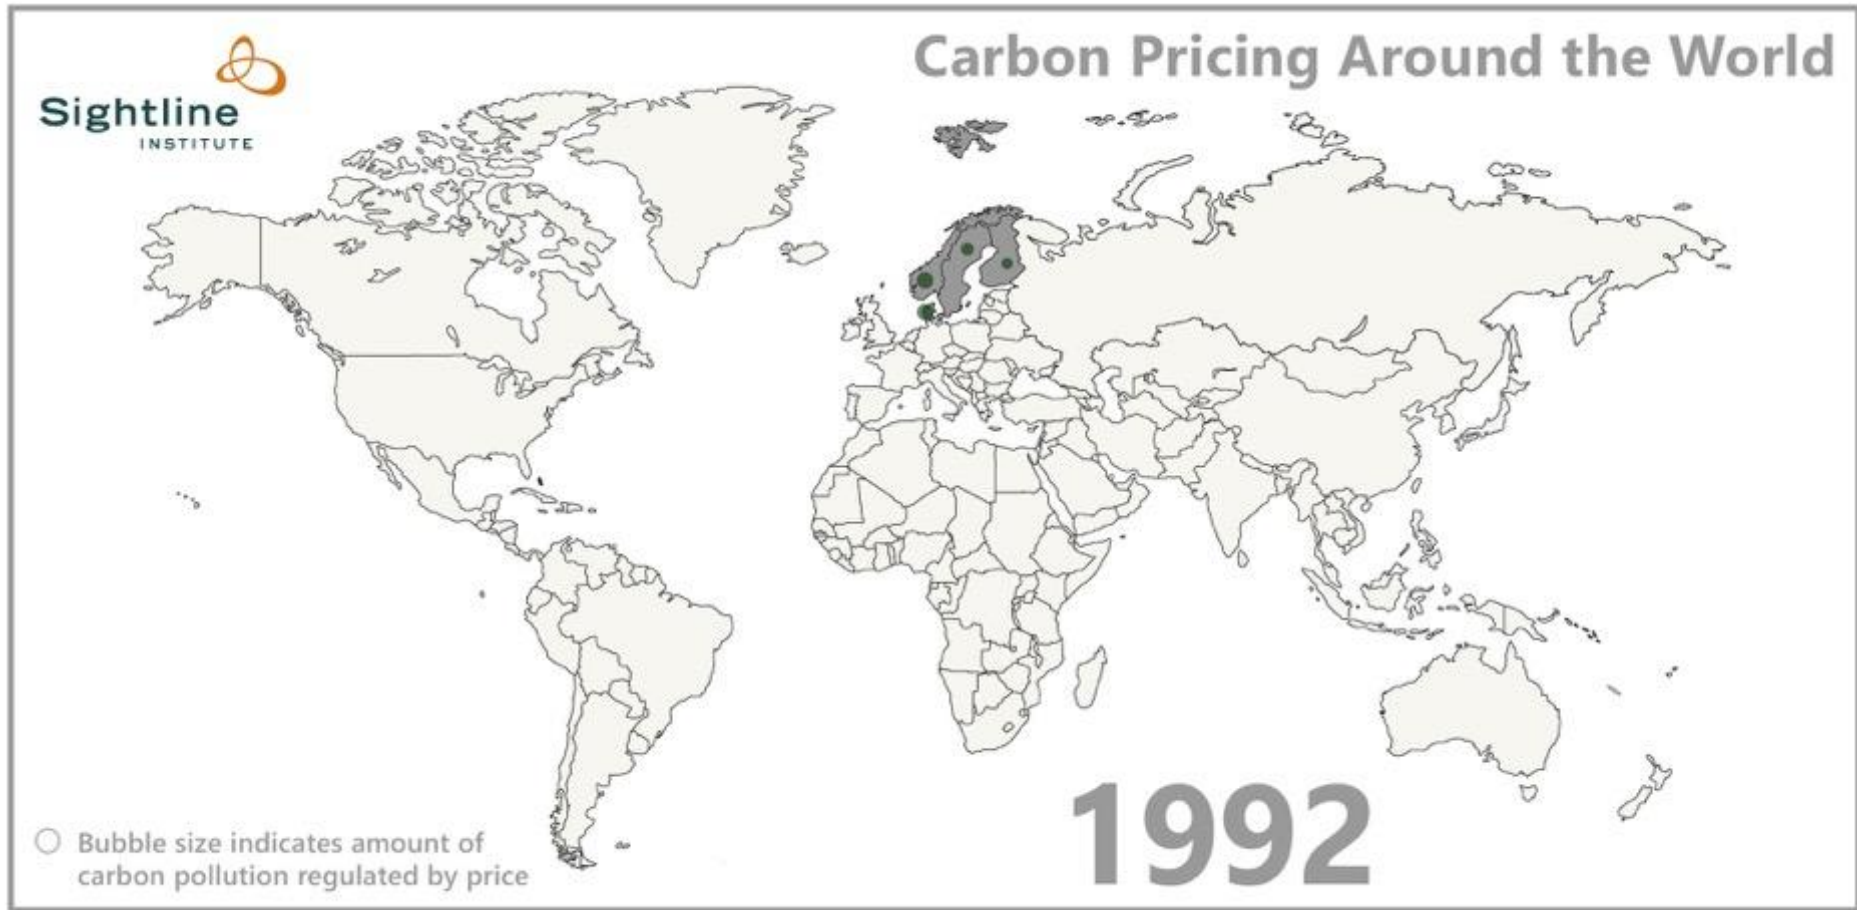 Carbon Pricing Around the World
Sightline
INSTITUTE
1992
Bubble size indicates amount of
carbon pollution regulated by price